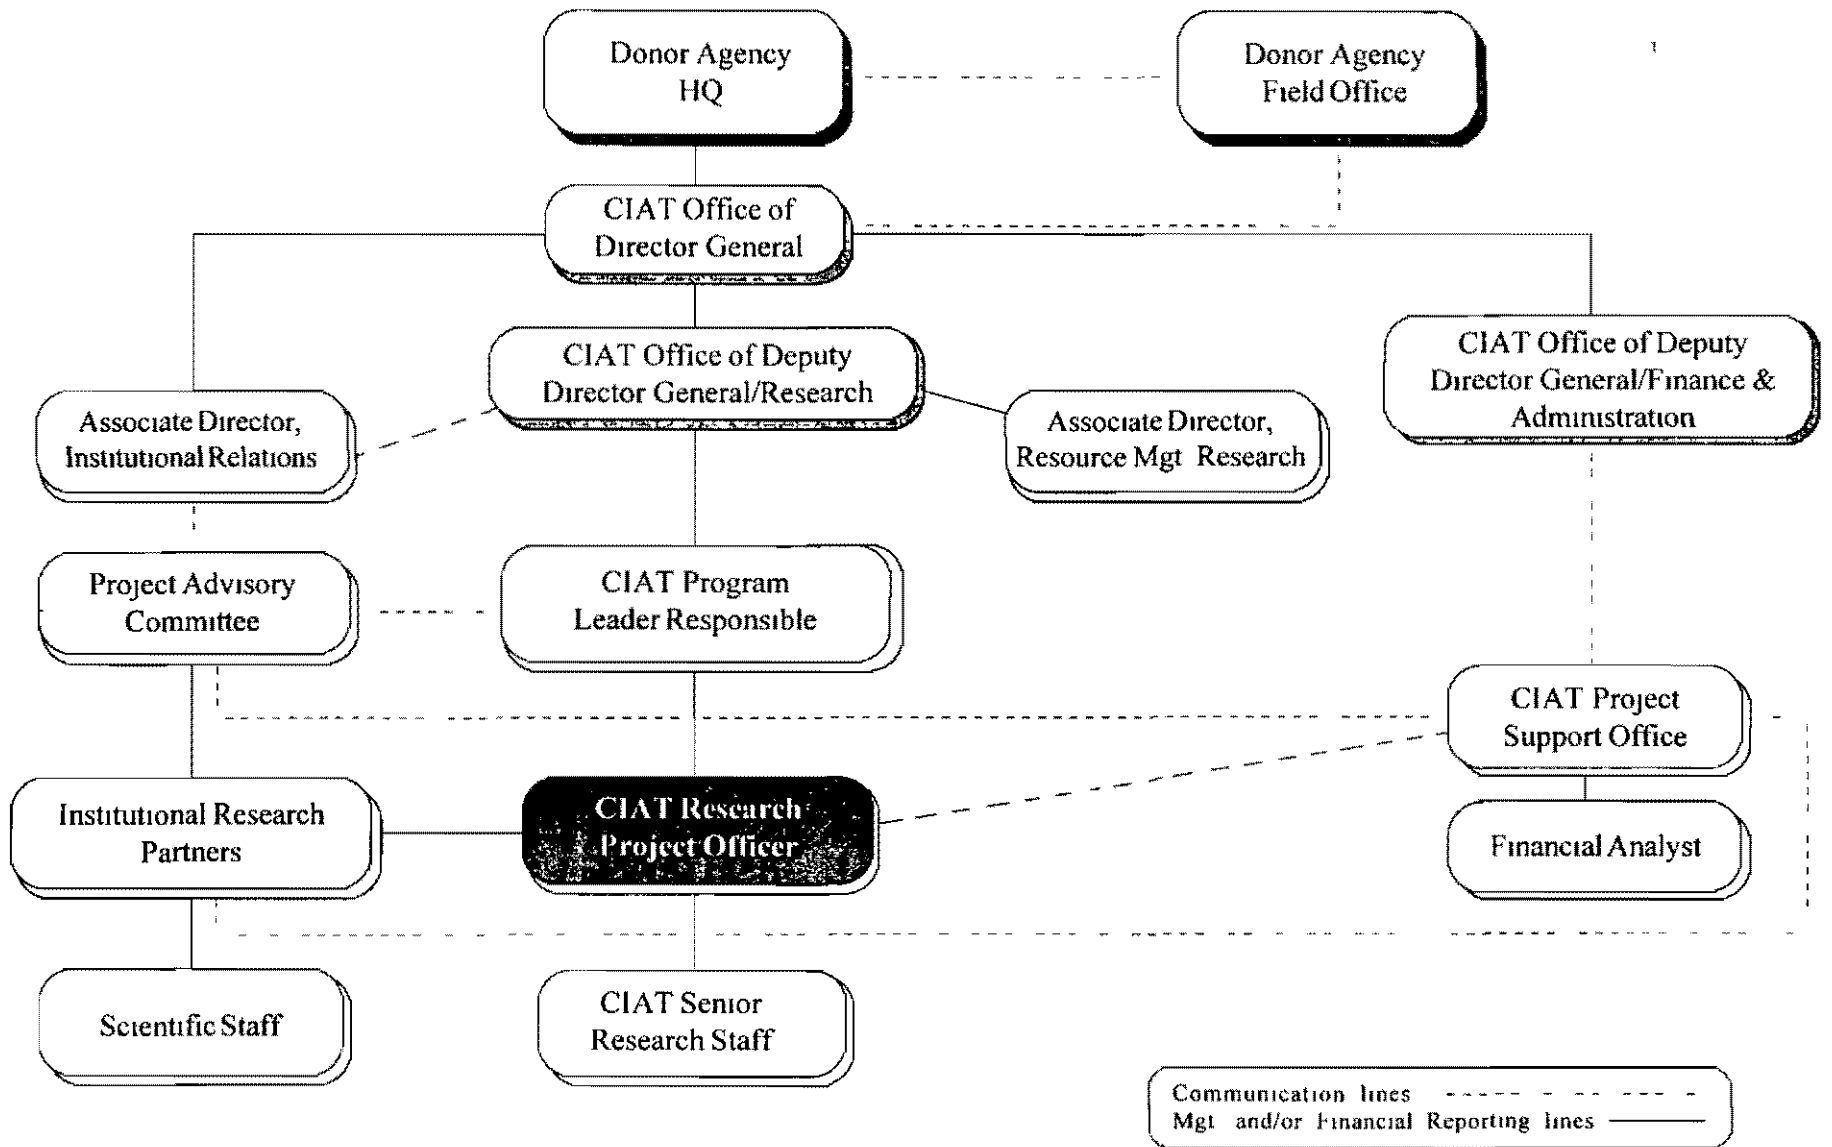 Donor Agency
HQ
Donor Agency
Field Office
CIAT Office of
Director General
CIAT Office of Deputy
Director General/Research
CIAT Office of Deputy
Director General/Finance &
Administration
Associate Director,
Institutional Relations
Associate Director,
Resource Mgt Research
Project Advisory
Committee
CIAT Program
Leader Responsible
CIAT Project
Support Office
Institutional Research
Partners
CIAT Research
Project Officer
Financial Analyst
Scientific Staff
CIAT Senior
Research Staff
Communication lines
Mgt and/or Financial Reporting lines